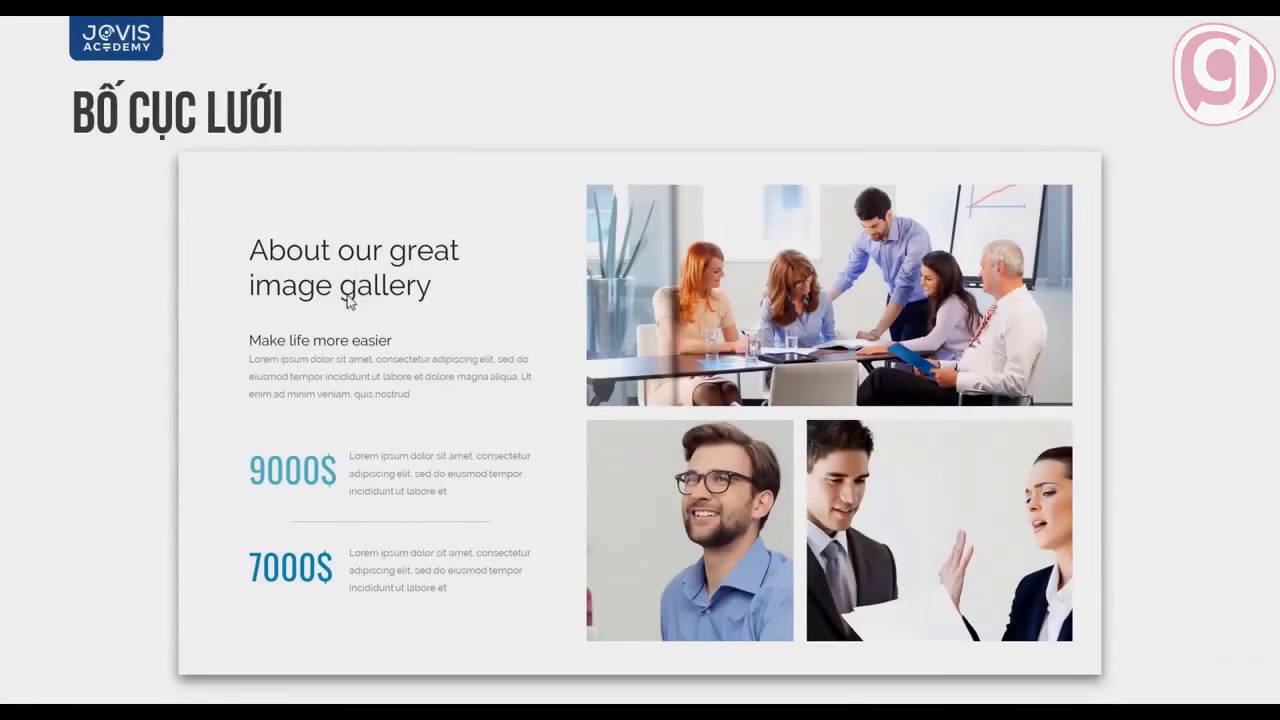 JOVIS
ACADEMY
BỐ CỤC LƯỚI
About our great
image gallery
Make life more easier
Lorem ipsum dolor sit amet, consectetur adipiscing elit, sed do
eiusmod tempor incididunt ut labore et dolore magna aliqua. Ut
enim ad minim veniam, quis nostrud
9000$
Lorem ipsum dolor sit amet, consectetur
adipiscing elit, sed do eiusmod tempor
incididunt ut labore et
7000$
Lorem ipsum dolor sit amet, consectetur
adipiscing elit, sed do eiusmod tempor
incididunt ut labore et
g